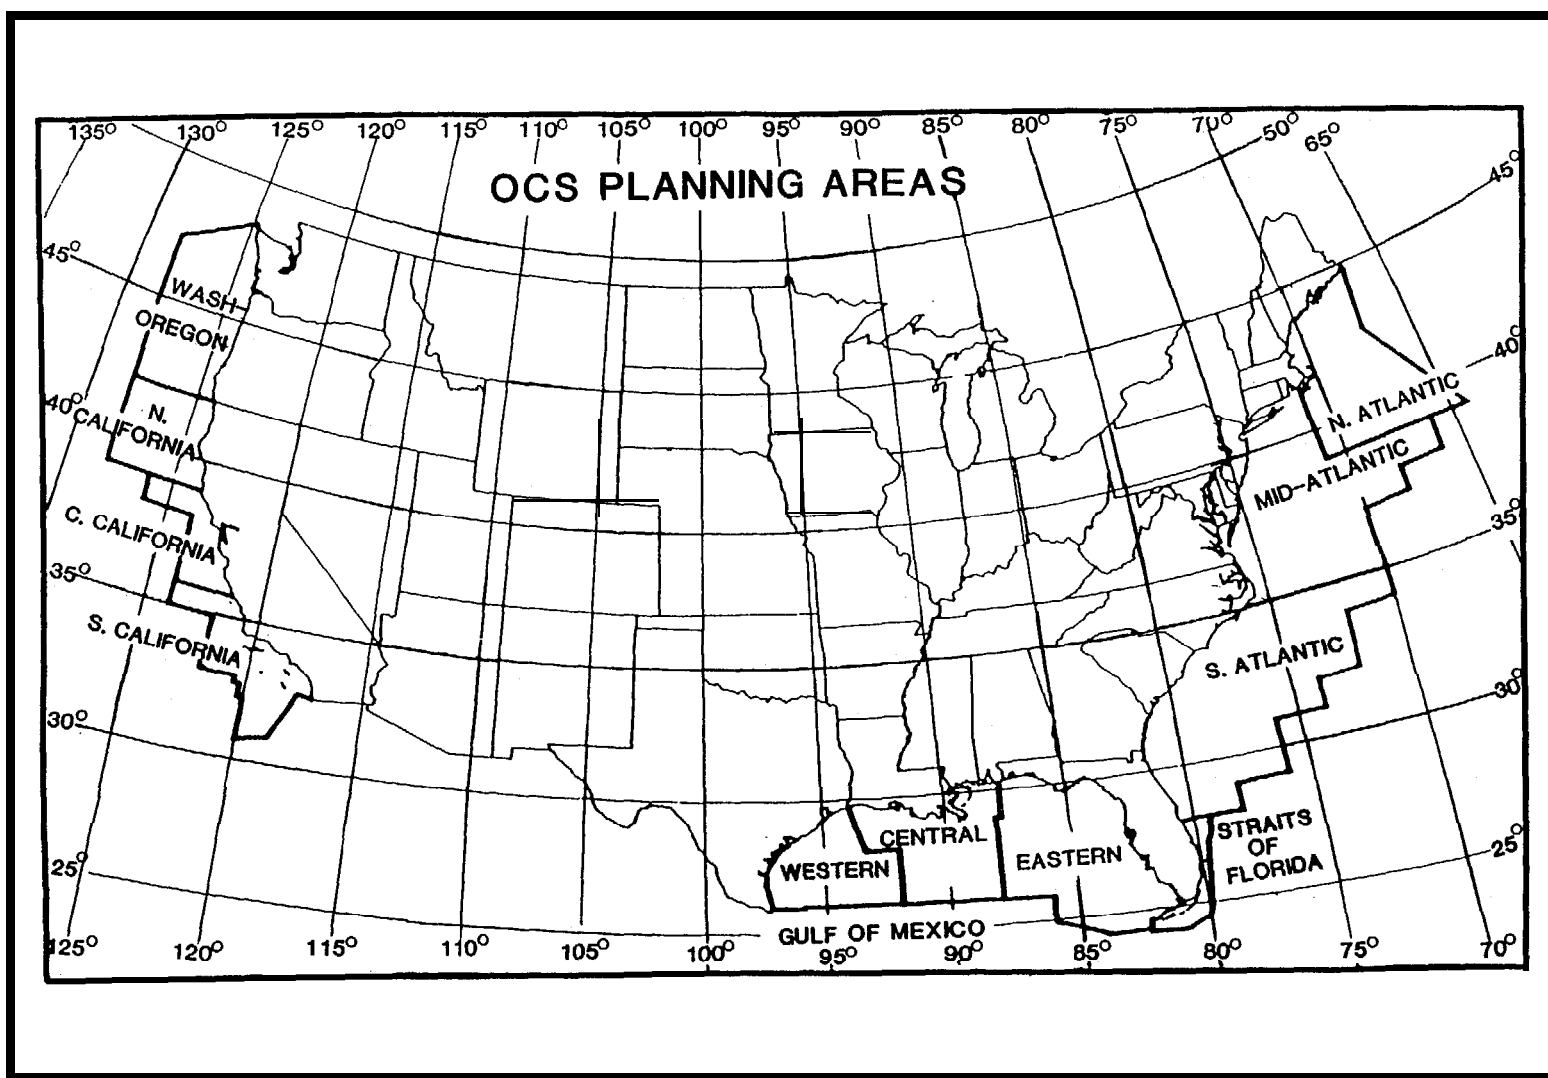 135° 130° 125° 120° 115° 110° 105° 100° 95° 90° 85° 80° 75° 70° 50° 65°
OCS PLANNING AREAS
45°
45°
WASH
OREGON
40°
40°
N.
CALIFORNIA
N. ATLANTIC
MID-ATLANTIC
C. CALIFORNIA
35°
35°
S. CALIFORNIA
S. ATLANTIC
30°
30°
STRAITS
OF
FLORIDA
CENTRAL
WESTERN
EASTERN
25°
25°
GULF OF MEXICO
125° 120° 115° 110° 105° 100° 95° 90° 85° 80° 75° 70°